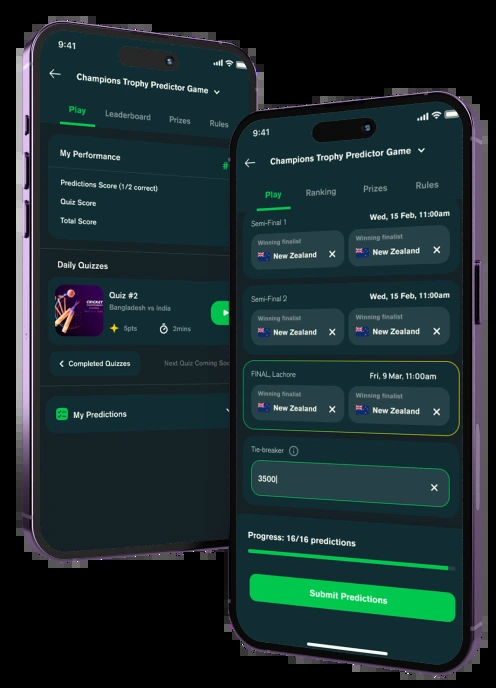 9:41
Champions Trophy Predictor Game
Play
Leaderboard
Prizes
Rules
My Performance
#
Predictions Score (1/2 correct)
Quiz Score
Total Score
Daily Quizzes
CRICKET
Quiz #2
Bangladesh vs India
5pts
2mins
Completed Quizzes
Next Quiz Coming Soo
My Predictions
9:41
Champions Trophy Predictor Game
Play
Ranking
Prizes
Rules
Semi-Final 1
Wed, 15 Feb, 11:00am
Winning finalist
New Zealand
Winning finalist
New Zealand
Semi-Final 2
Wed, 15 Feb, 11:00am
Winning finalist
New Zealand
Winning finalist
New Zealand
FINAL, Lachore
Fri, 9 Mar, 11:00am
Winning finalist
New Zealand
Winning finalist
New Zealand
Tie-breaker
3500
Progress: 16/16 predictions
Submit Predictions